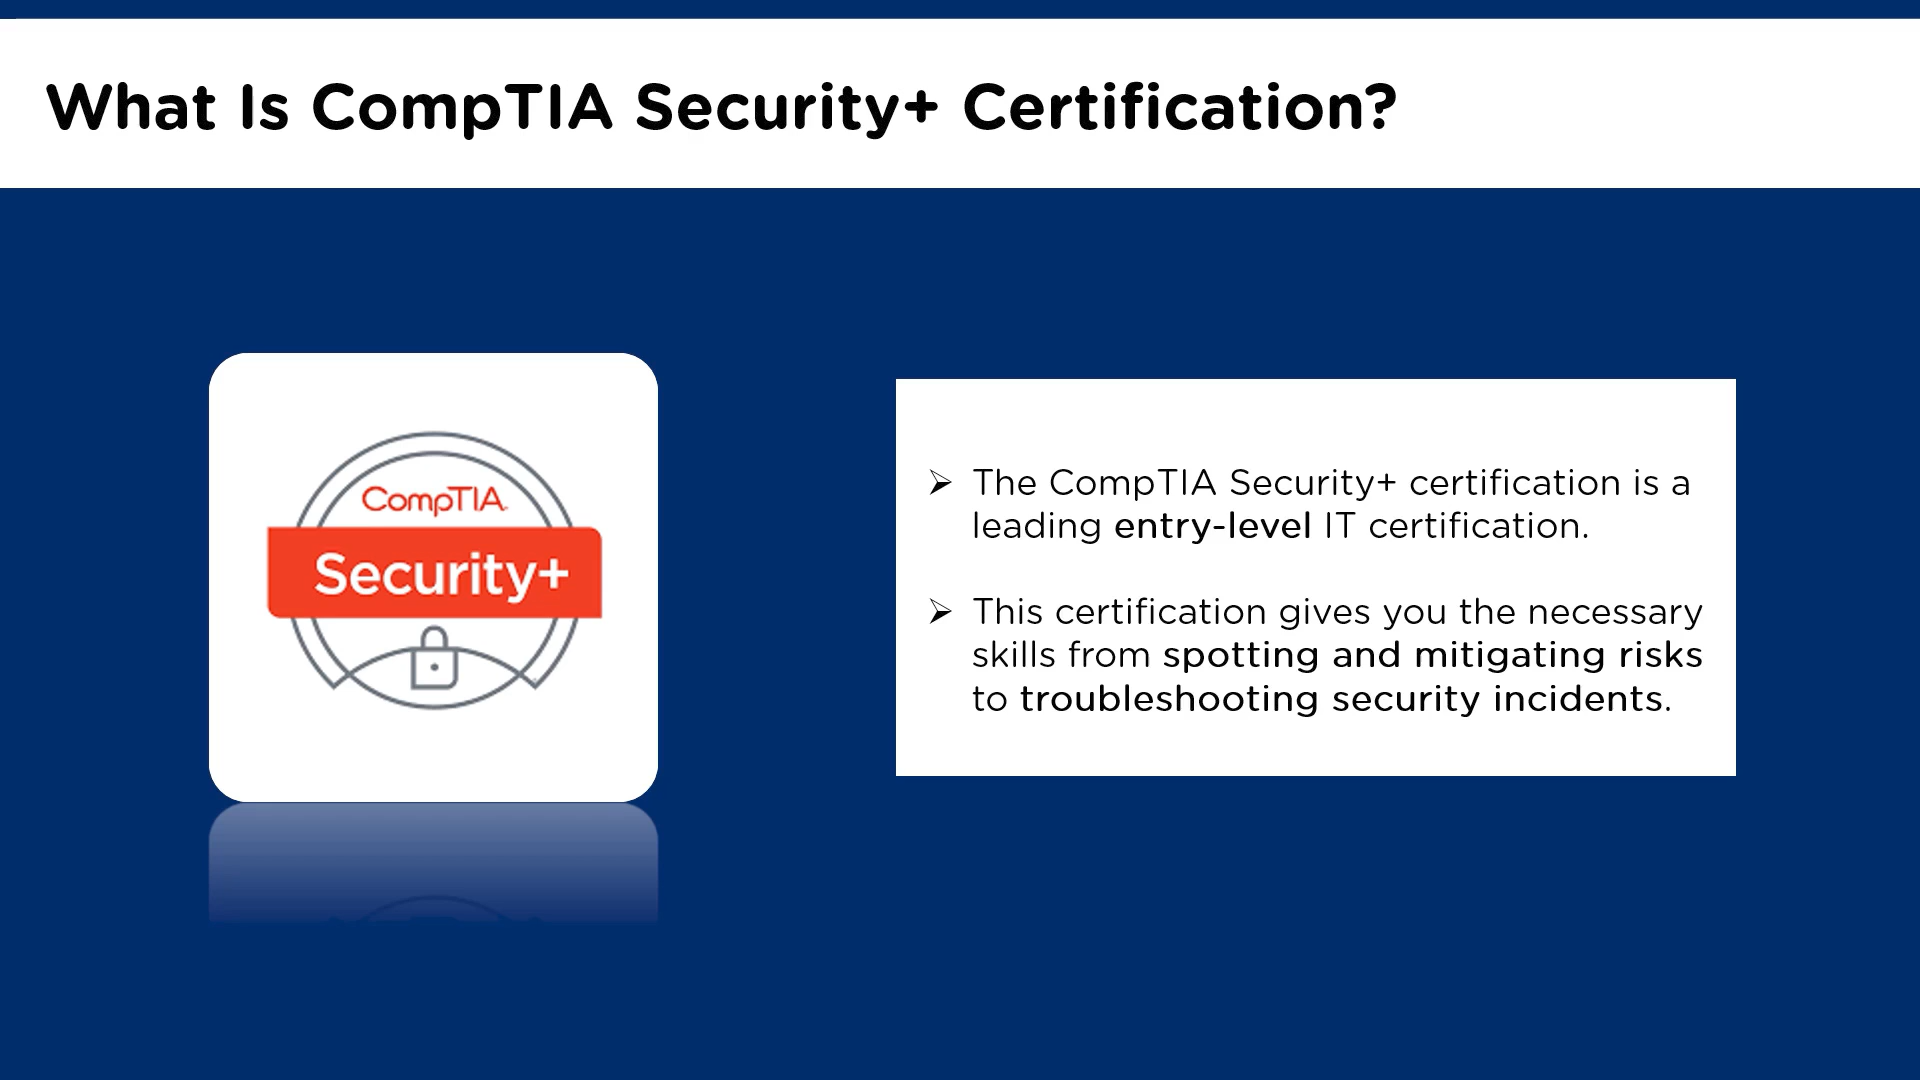 What Is CompTIA Security+ Certification?
CompTIA.
Security+
➢ The CompTIA Security+ certification is a
leading entry-level IT certification.
➢ This certification gives you the necessary
skills from spotting and mitigating risks
to troubleshooting security incidents.